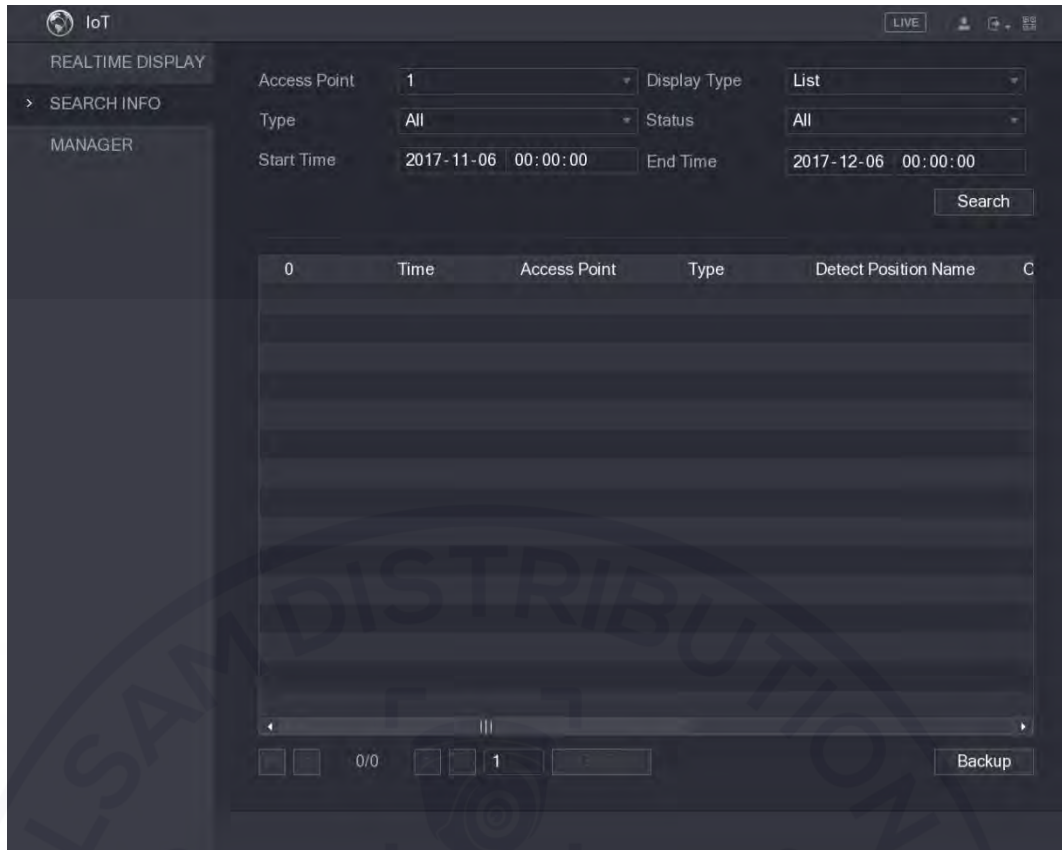 IoT
LIVE
REALTIME DISPLAY
SEARCH INFO
MANAGER
Access Point 1 Display Type List
Type All Status All
Start Time 2017-11-06 00:00:00 End Time 2017-12-06 00:00:00
Search
0 Time Access Point Type Detect Position Name C
0/0 1
Backup
LSAMDISTRIBUTION